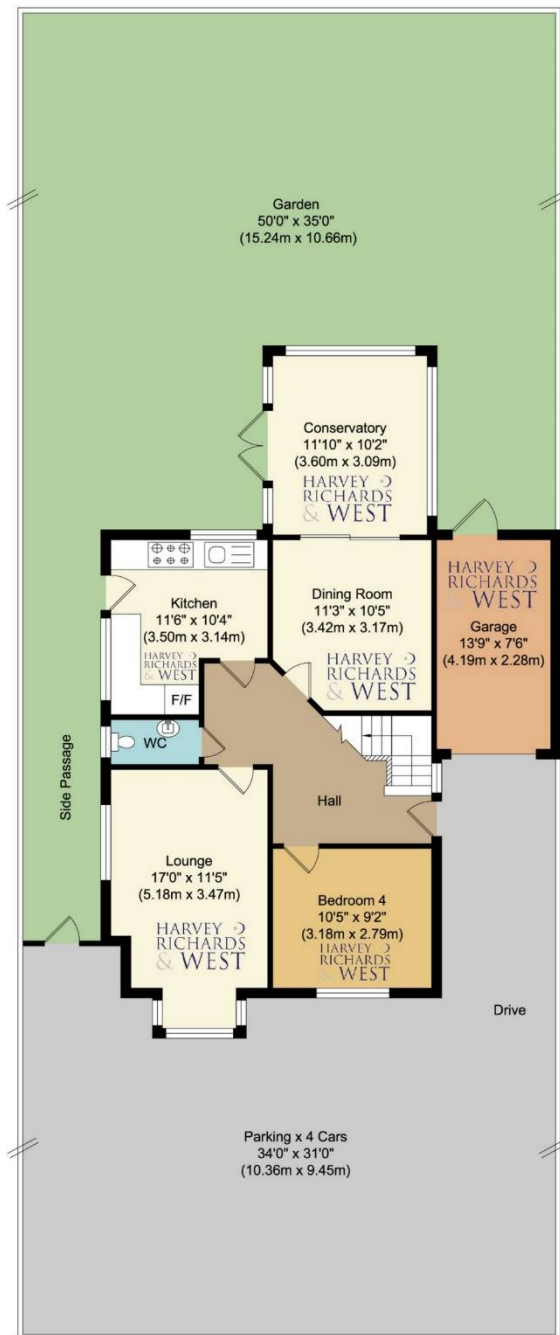 Garden
50'0" x 35'0"
(15.24m x 10.66m)
Conservatory
11'10" x 10'2"
(3.60m x 3.09m)
HARVEY
RICHARDS
& WEST
Kitchen
11'6" x 10'4"
(3.50m x 3.14m)
HARVEY
RICHARDS
& WEST
F/F
Dining Room
11'3" x 10'5"
(3.42m x 3.17m)
HARVEY
RICHARDS
& WEST
HARVEY
RICHARDS
& WEST
Garage
13'9" x 7'6"
(4.19m x 2.28m)
WC
Side Passage
Hall
Lounge
17'0" x 11'5"
(5.18m x 3.47m)
HARVEY
RICHARDS
& WEST
Bedroom 4
10'5" x 9'2"
(3.18m x 2.79m)
HARVEY
RICHARDS
& WEST
Drive
Parking x 4 Cars
34'0" x 31'0"
(10.36m x 9.45m)